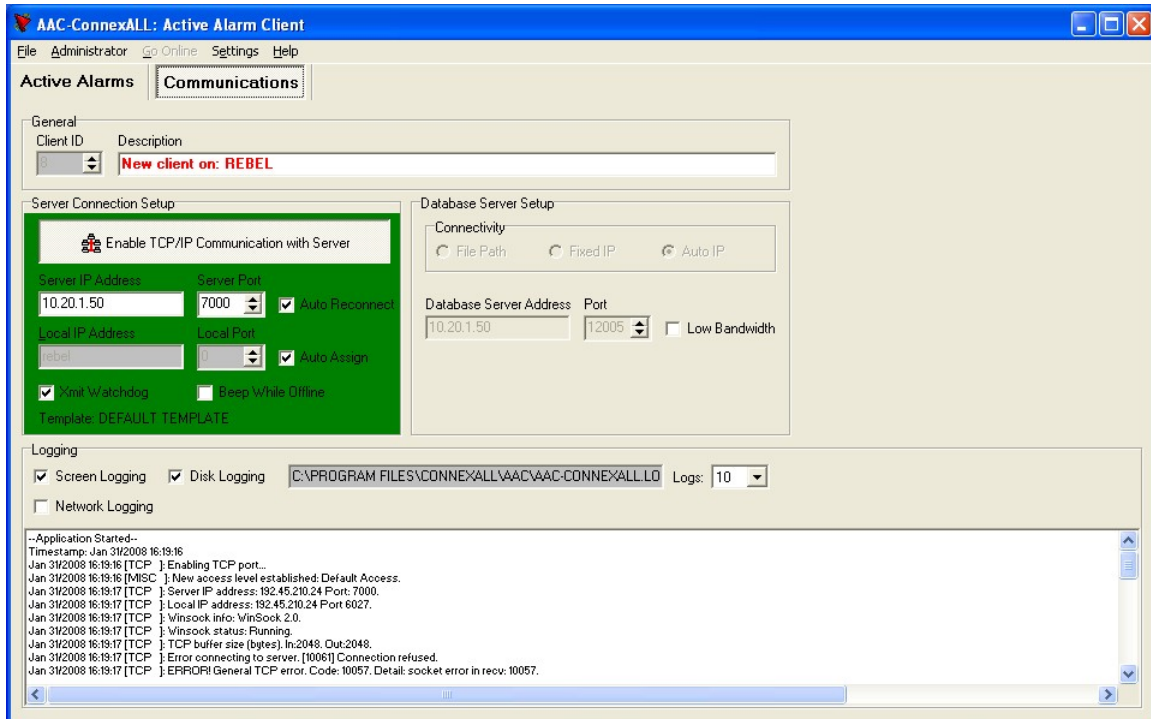 AAC-ConnexALL: Active Alarm Client
File Administrator Go Online Settings Help
Active Alarms Communications
General
Client ID Description
8 New client on: REBEL
Server Connection Setup
Enable TCP/IP Communication with Server
Server IP Address Server Port
10.20.1.50 7000 Auto Reconnect
Local IP Address Local Port
rebel 0 Auto Assign
Xmit Watchdog Beep While Offline
Template: DEFAULT TEMPLATE
Database Server Setup
Connectivity
File Path Fixed IP Auto IP
Database Server Address Port
10.20.1.50 12005 Low Bandwidth
Logging
Screen Logging Disk Logging C:\PROGRAM FILES\CONNEXALL\AAC\AAC-CONNEXALL.LO Logs: 10
Network Logging
--Application Started--
Timestamp: Jan 31/2008 16:19:16
Jan 31/2008 16:19:16 [TCP ]: Enabling TCP port...
Jan 31/2008 16:19:16 [MISC ]: New access level established: Default Access.
Jan 31/2008 16:19:17 [TCP ]: Server IP address: 192.45.210.24 Port: 7000.
Jan 31/2008 16:19:17 [TCP ]: Local IP address: 192.45.210.24 Port 6027.
Jan 31/2008 16:19:17 [TCP ]: Winsock info: WinSock 2.0.
Jan 31/2008 16:19:17 [TCP ]: Winsock status: Running.
Jan 31/2008 16:19:17 [TCP ]: TCP buffer size (bytes). In:2048. Out:2048.
Jan 31/2008 16:19:17 [TCP ]: Error connecting to server. [10061] Connection refused.
Jan 31/2008 16:19:17 [TCP ]: ERROR! General TCP error. Code: 10057. Detail: socket error in recv: 10057.